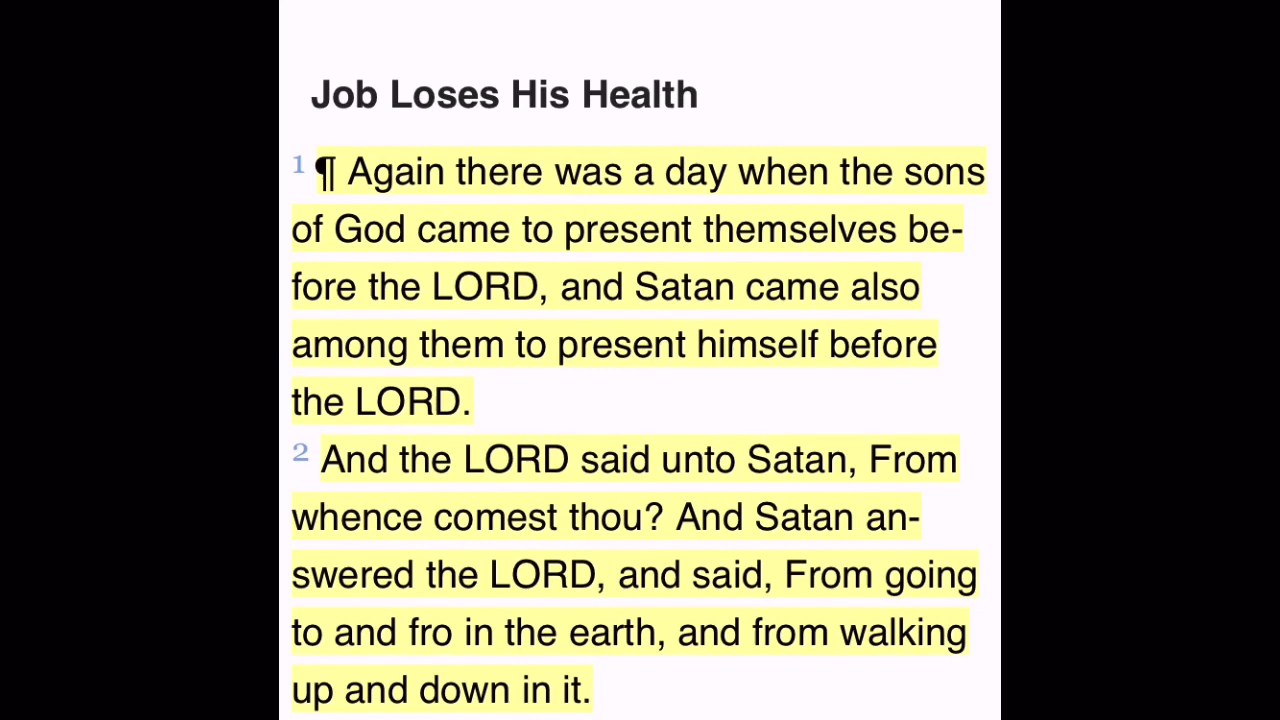 Job Loses His Health
1 ¶ Again there was a day when the sons
of God came to present themselves be-
fore the LORD, and Satan came also
among them to present himself before
the LORD.
2 And the LORD said unto Satan, From
whence comest thou? And Satan an-
swered the LORD, and said, From going
to and fro in the earth, and from walking
up and down in it.